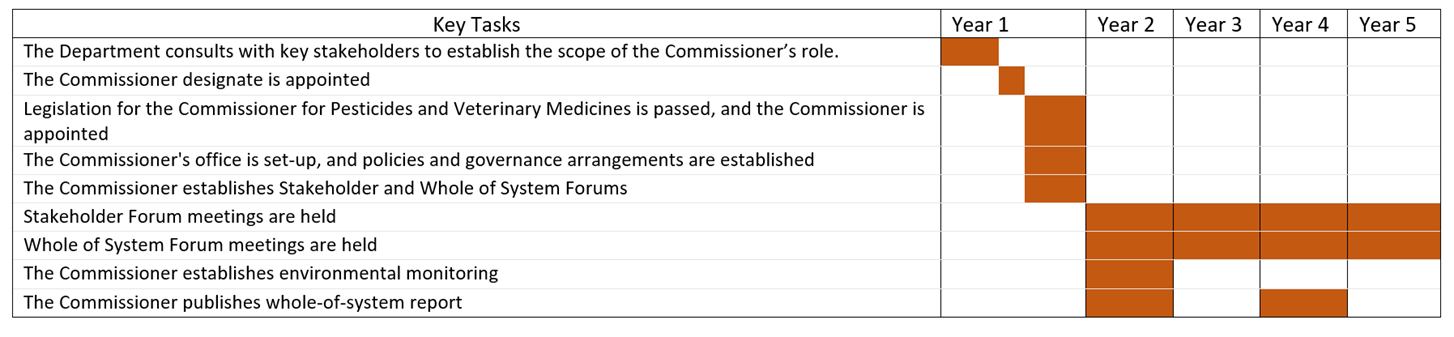 Key Tasks Year 1 Year 2 Year 3 Year 4 Year 5
The Department consults with key stakeholders to establish the scope of the Commissioner’s role.
The Commissioner designate is appointed
Legislation for the Commissioner for Pesticides and Veterinary Medicines is passed, and the Commissioner is
appointed
The Commissioner's office is set-up, and policies and governance arrangements are established
The Commissioner establishes Stakeholder and Whole of System Forums
Stakeholder Forum meetings are held
Whole of System Forum meetings are held
The Commissioner establishes environmental monitoring
The Commissioner publishes whole-of-system report